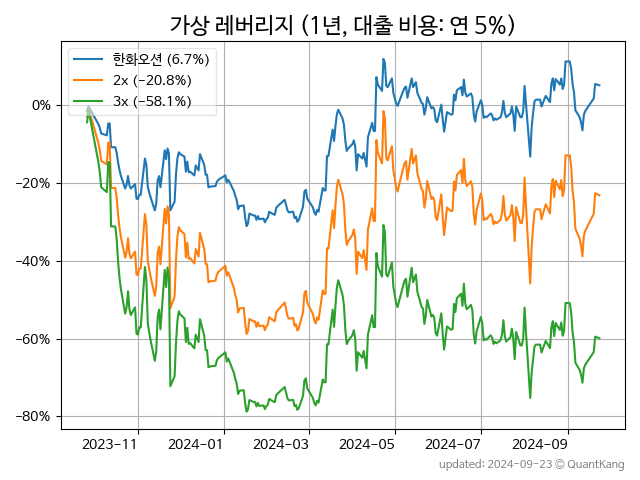 가상 레버리지 (1년, 대출 비용: 연 5%)
한화오션 (6.7%)
2x (−20.8%)
3x (−58.1%)
0%
−20%
−40%
−60%
−80%
2023-11
2024-01
2024-03
2024-05
2024-07
2024-09
updated: 2024-09-23 © QuantKang